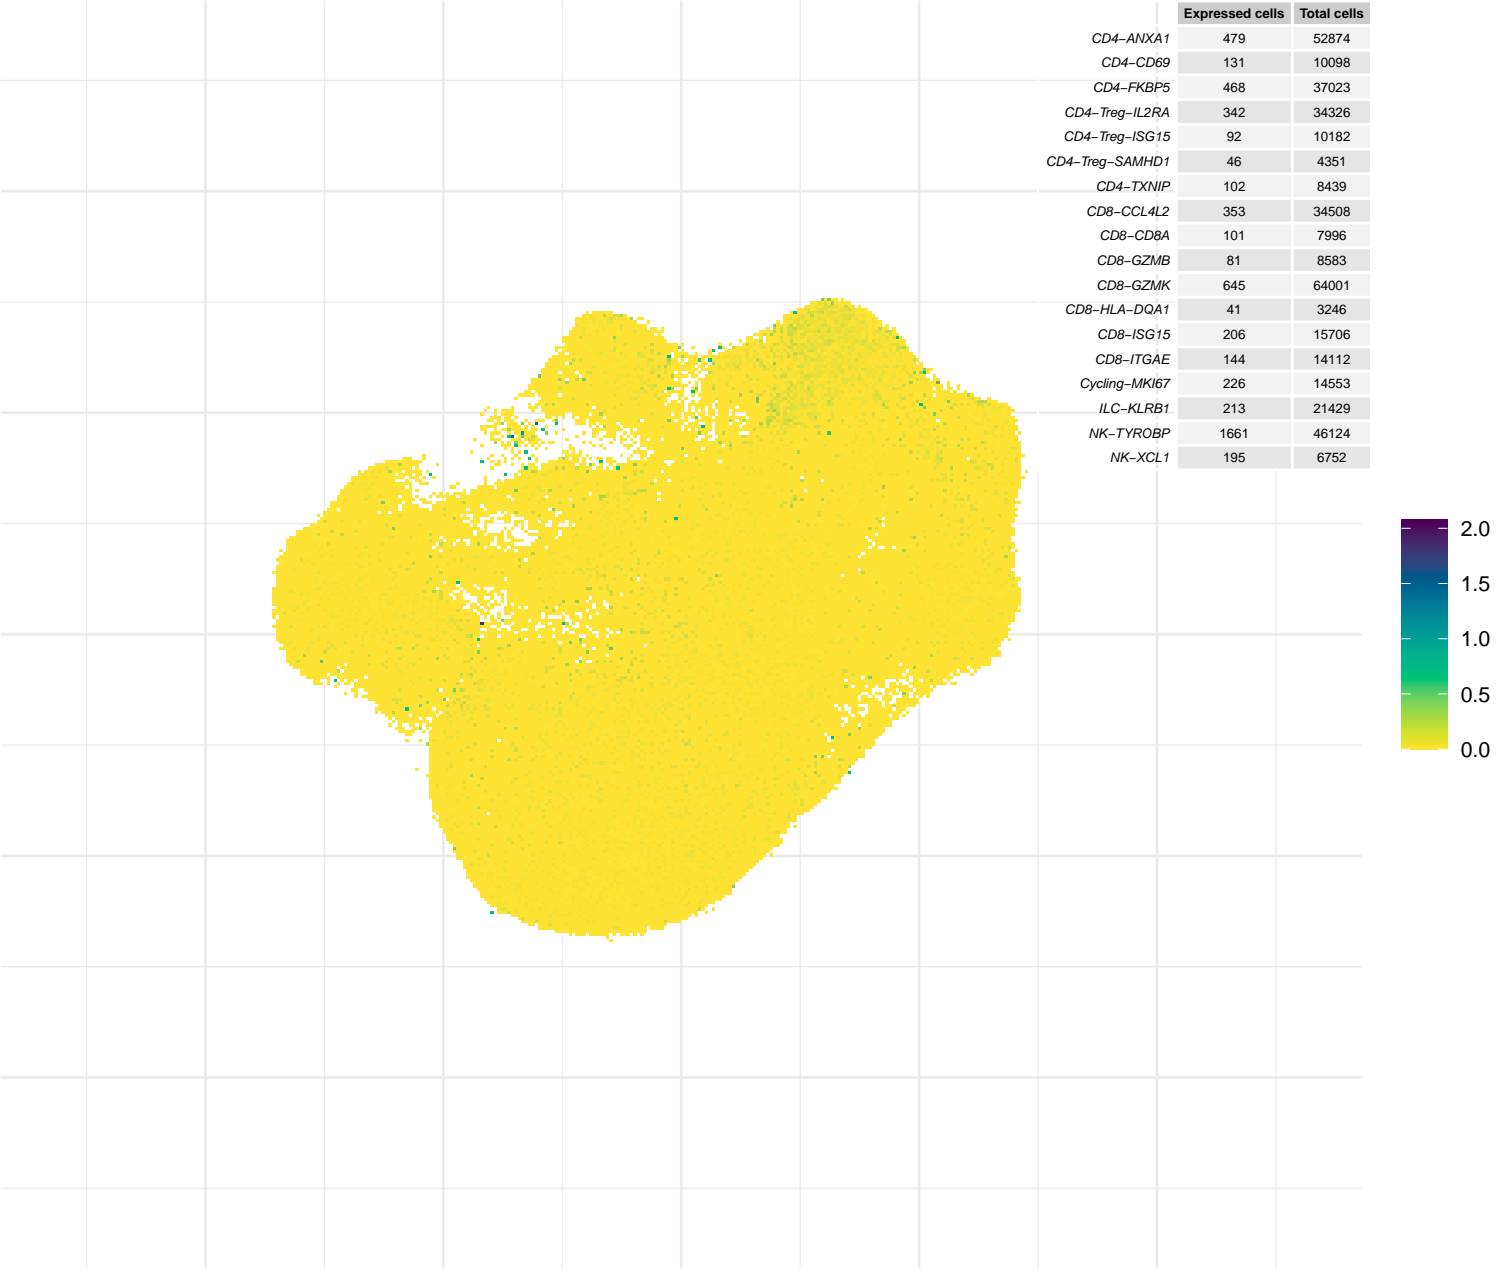 Expressed cells Total cells
CD4−ANXA1 479 52874
CD4−CD69 131 10098
CD4−FKBP5 468 37023
CD4−Treg−IL2RA 342 34326
CD4−Treg−ISG15 92 10182
CD4−Treg−SAMHD1 46 4351
CD4−TXNIP 102 8439
CD8−CCL4L2 353 34508
CD8−CD8A 101 7996
CD8−GZMB 81 8583
CD8−GZMK 645 64001
CD8−HLA−DQA1 41 3246
CD8−ISG15 206 15706
CD8−ITGAE 144 14112
Cycling−MKI67 226 14553
ILC−KLRB1 213 21429
NK−TYROBP 1661 46124
NK−XCL1 195 6752
2.0
1.5
1.0
0.5
0.0